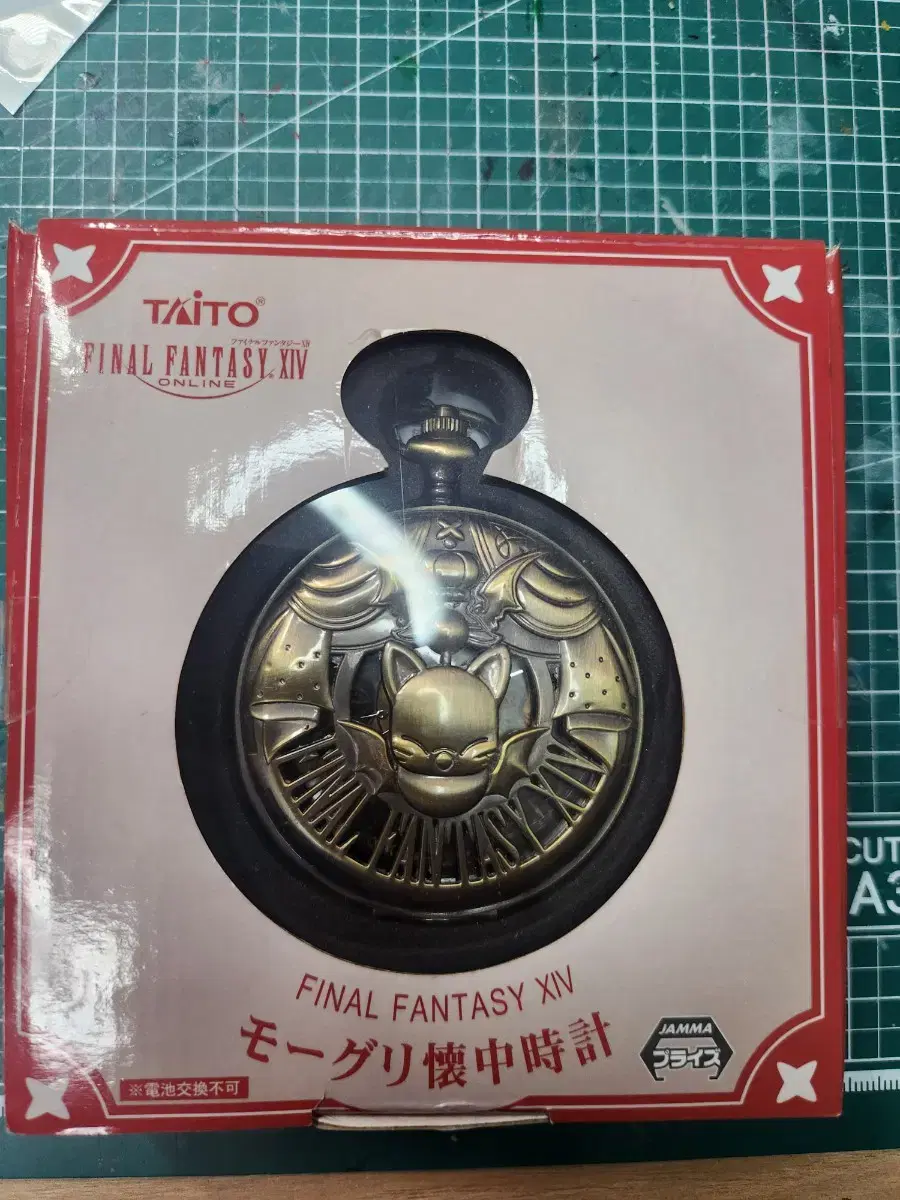 TAiTO®
ファイナルファンタジーXIV
FINAL FANTASY® XIV
ONLINE
FINAL FANTASY XIV
FINAL FANTASY XIV
モーグリ懐中時計
※電池交換不可
JAMMA
プライズ
CUT
A3